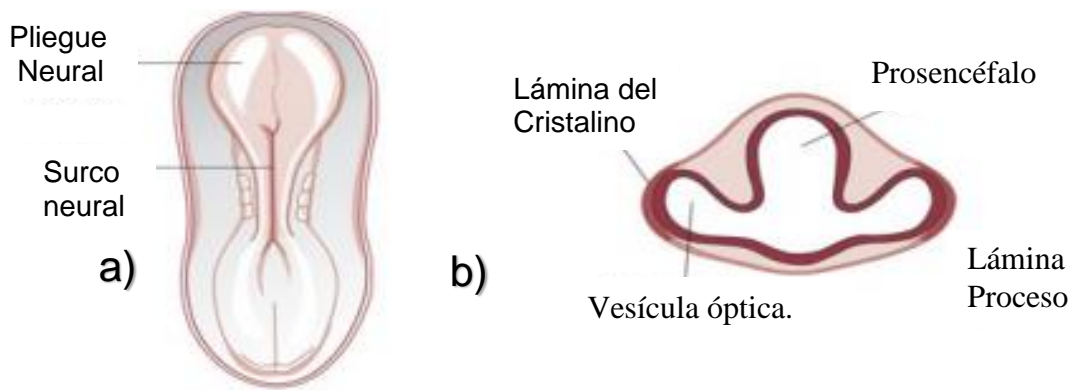 Pliegue
Neural
Surco
neural
a)
Prosencéfalo
Lámina del
Cristalino
b)
Vesícula óptica.
Lámina
Proceso